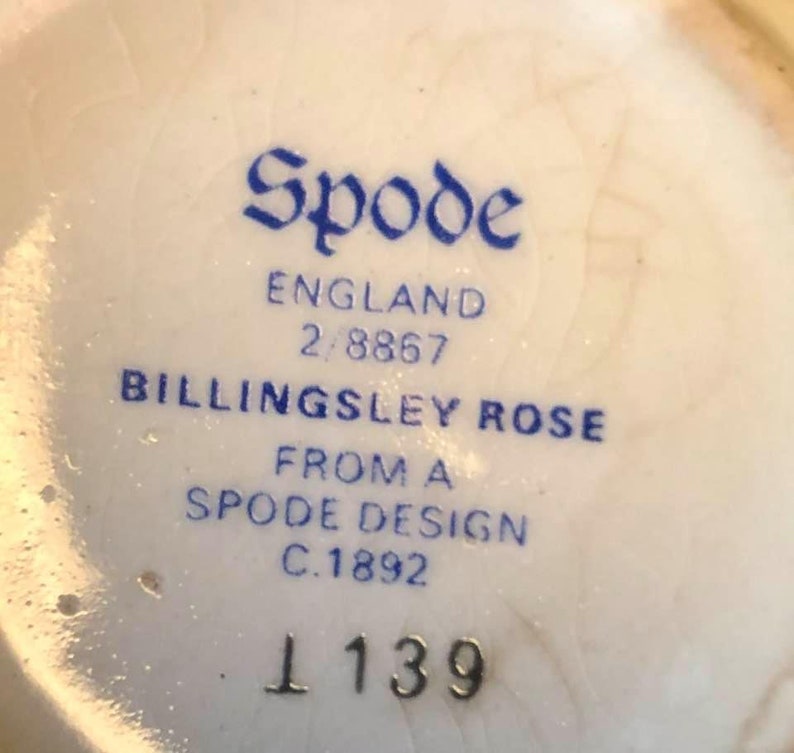 Spode
ENGLAND
2/8867
BILLINGSLEY ROSE
FROM A
SPODE DESIGN
C.1892
139